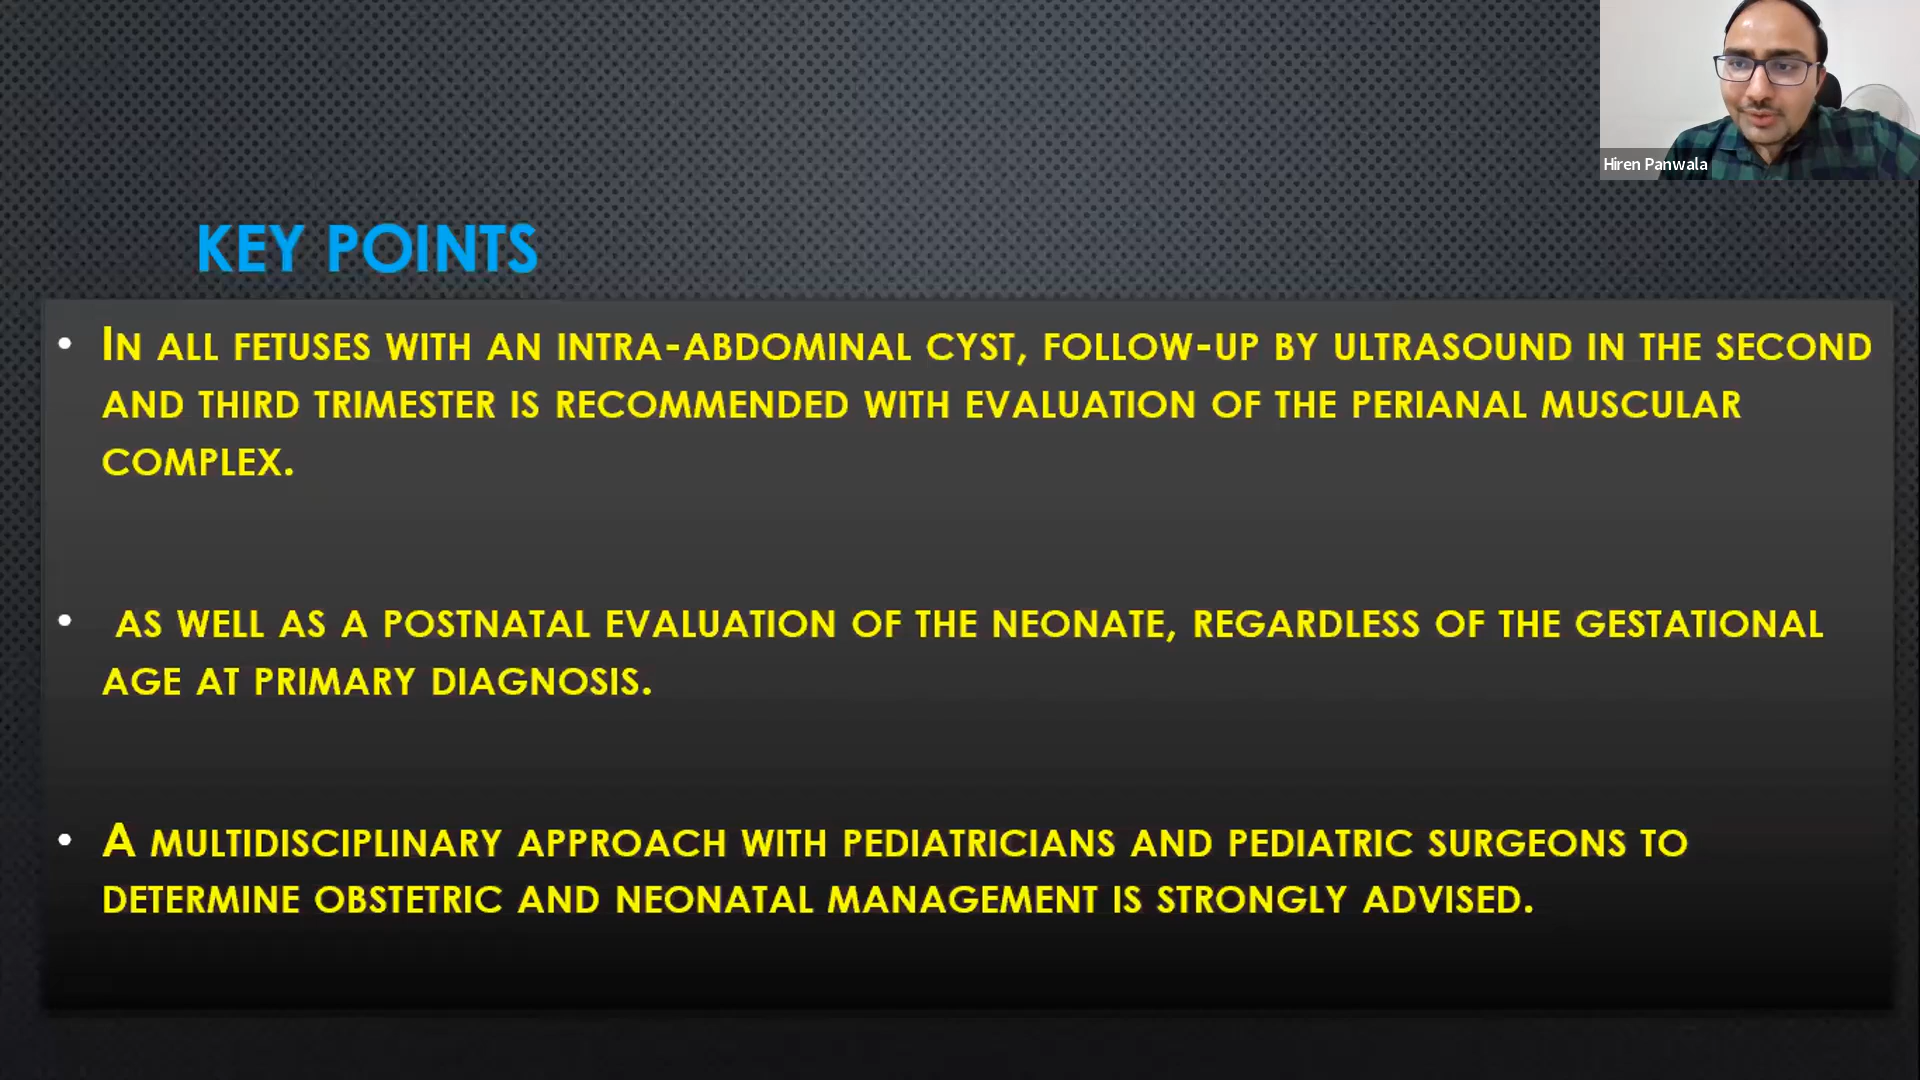 Hiren Panwala
KEY POINTS
• IN ALL FETUSES WITH AN INTRA-ABDOMINAL CYST, FOLLOW-UP BY ULTRASOUND IN THE SECOND
AND THIRD TRIMESTER IS RECOMMENDED WITH EVALUATION OF THE PERIANAL MUSCULAR
COMPLEX.
• AS WELL AS A POSTNATAL EVALUATION OF THE NEONATE, REGARDLESS OF THE GESTATIONAL
AGE AT PRIMARY DIAGNOSIS.
• A MULTIDISCIPLINARY APPROACH WITH PEDIATRICIANS AND PEDIATRIC SURGEONS TO
DETERMINE OBSTETRIC AND NEONATAL MANAGEMENT IS STRONGLY ADVISED.